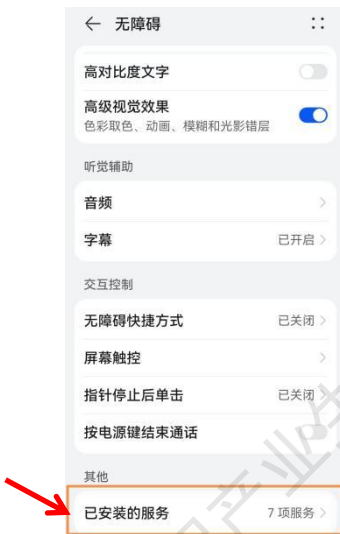 无障碍
高对比度文字
高级视觉效果
色彩取色、动画、模糊和光影错层
听觉辅助
音频
字幕 已开启
交互控制
无障碍快捷方式 已关闭
屏幕触控
指针停止后单击 已关闭
按电源键结束通话
其他
已安装的服务 7 项服务